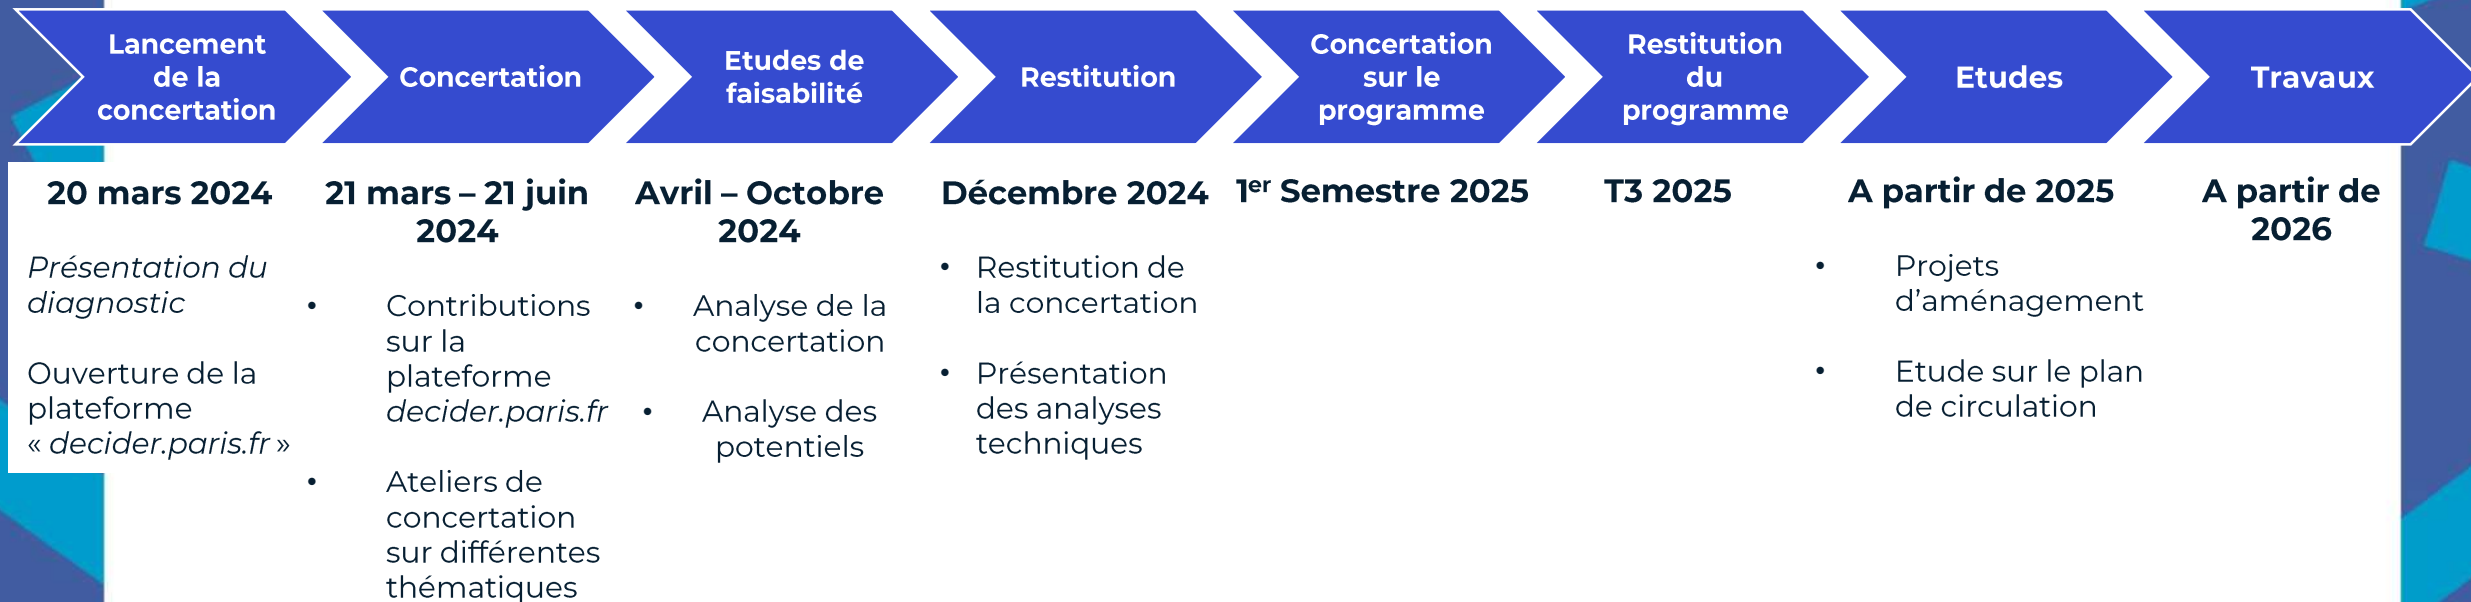 Lancement
de la
concertation
Concertation
Etudes de
faisabilité
Restitution
Concertation
sur le
programme
Restitution
du
programme
Etudes
Travaux
20 mars 2024
Présentation du
diagnostic
Ouverture de la
plateforme
« decider.paris.fr »
21 mars – 21 juin
2024
• Contributions
sur la
plateforme
decider.paris.fr
• Ateliers de
concertation
sur différentes
thématiques
Avril – Octobre
2024
• Analyse de la
concertation
• Analyse des
potentiels
Décembre 2024
• Restitution de
la concertation
• Présentation
des analyses
techniques
1er Semestre 2025
T3 2025
A partir de 2025
• Projets
d’aménagement
• Etude sur le plan
de circulation
A partir de
2026